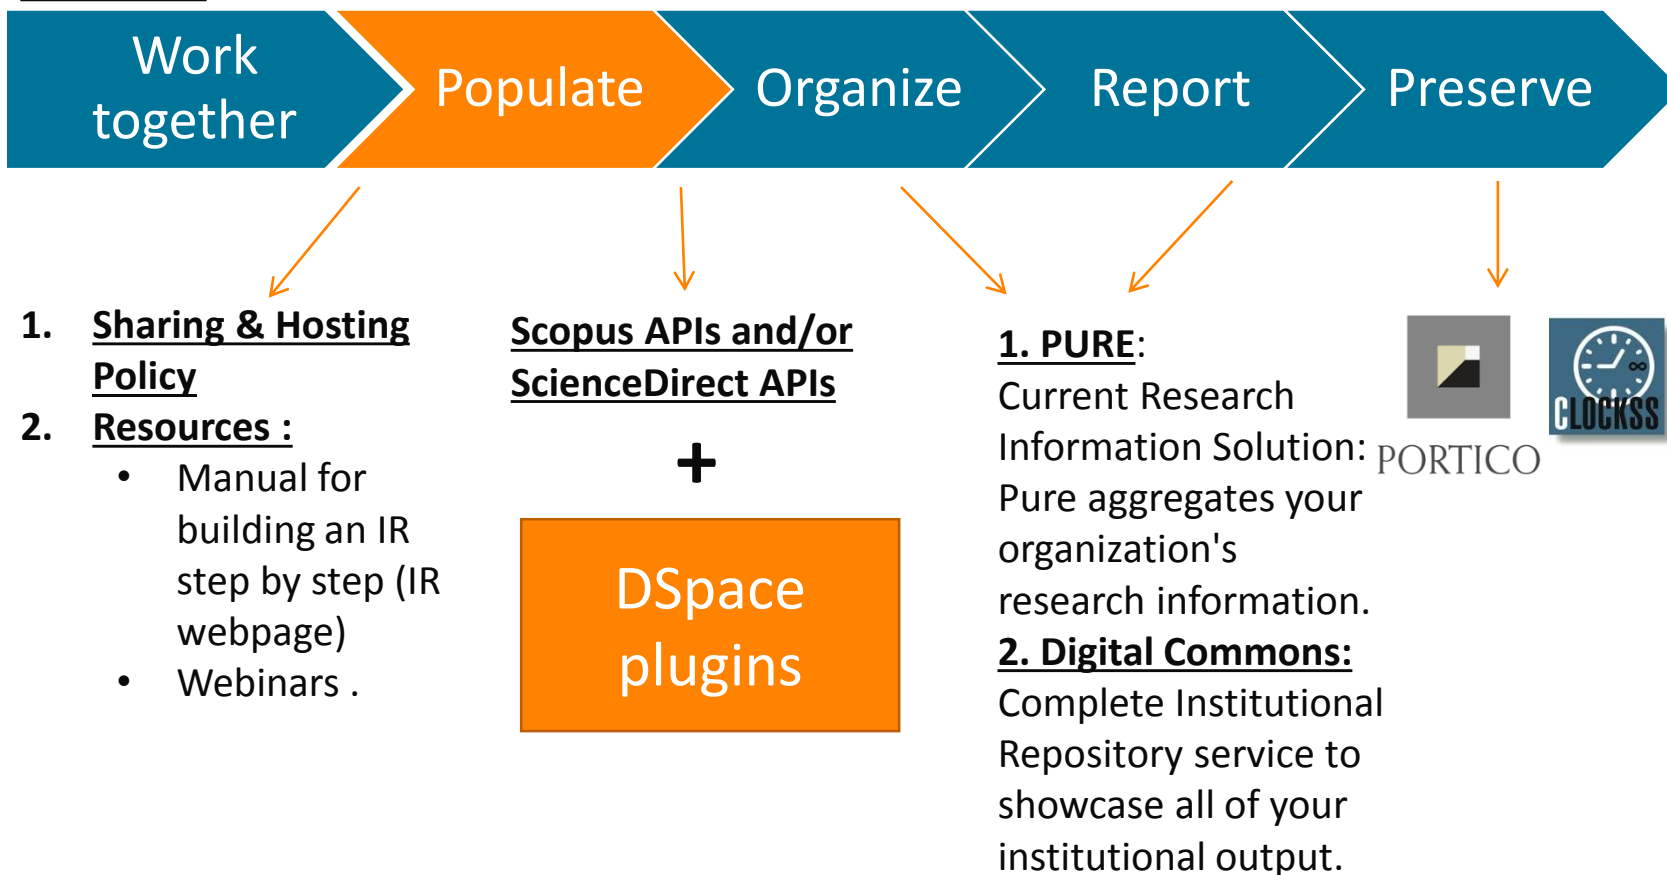 Work
together
Populate
Organize
Report
Preserve
1. Sharing & Hosting
Policy
2. Resources :
• Manual for
building an IR
step by step (IR
webpage)
• Webinars .
Scopus APIs and/or
ScienceDirect APIs
+
DSpace
plugins
1. PURE:
Current Research
Information Solution:
Pure aggregates your
organization's
research information.
2. Digital Commons:
Complete Institutional
Repository service to
showcase all of your
institutional output.
PORTICO
CLOCKSS